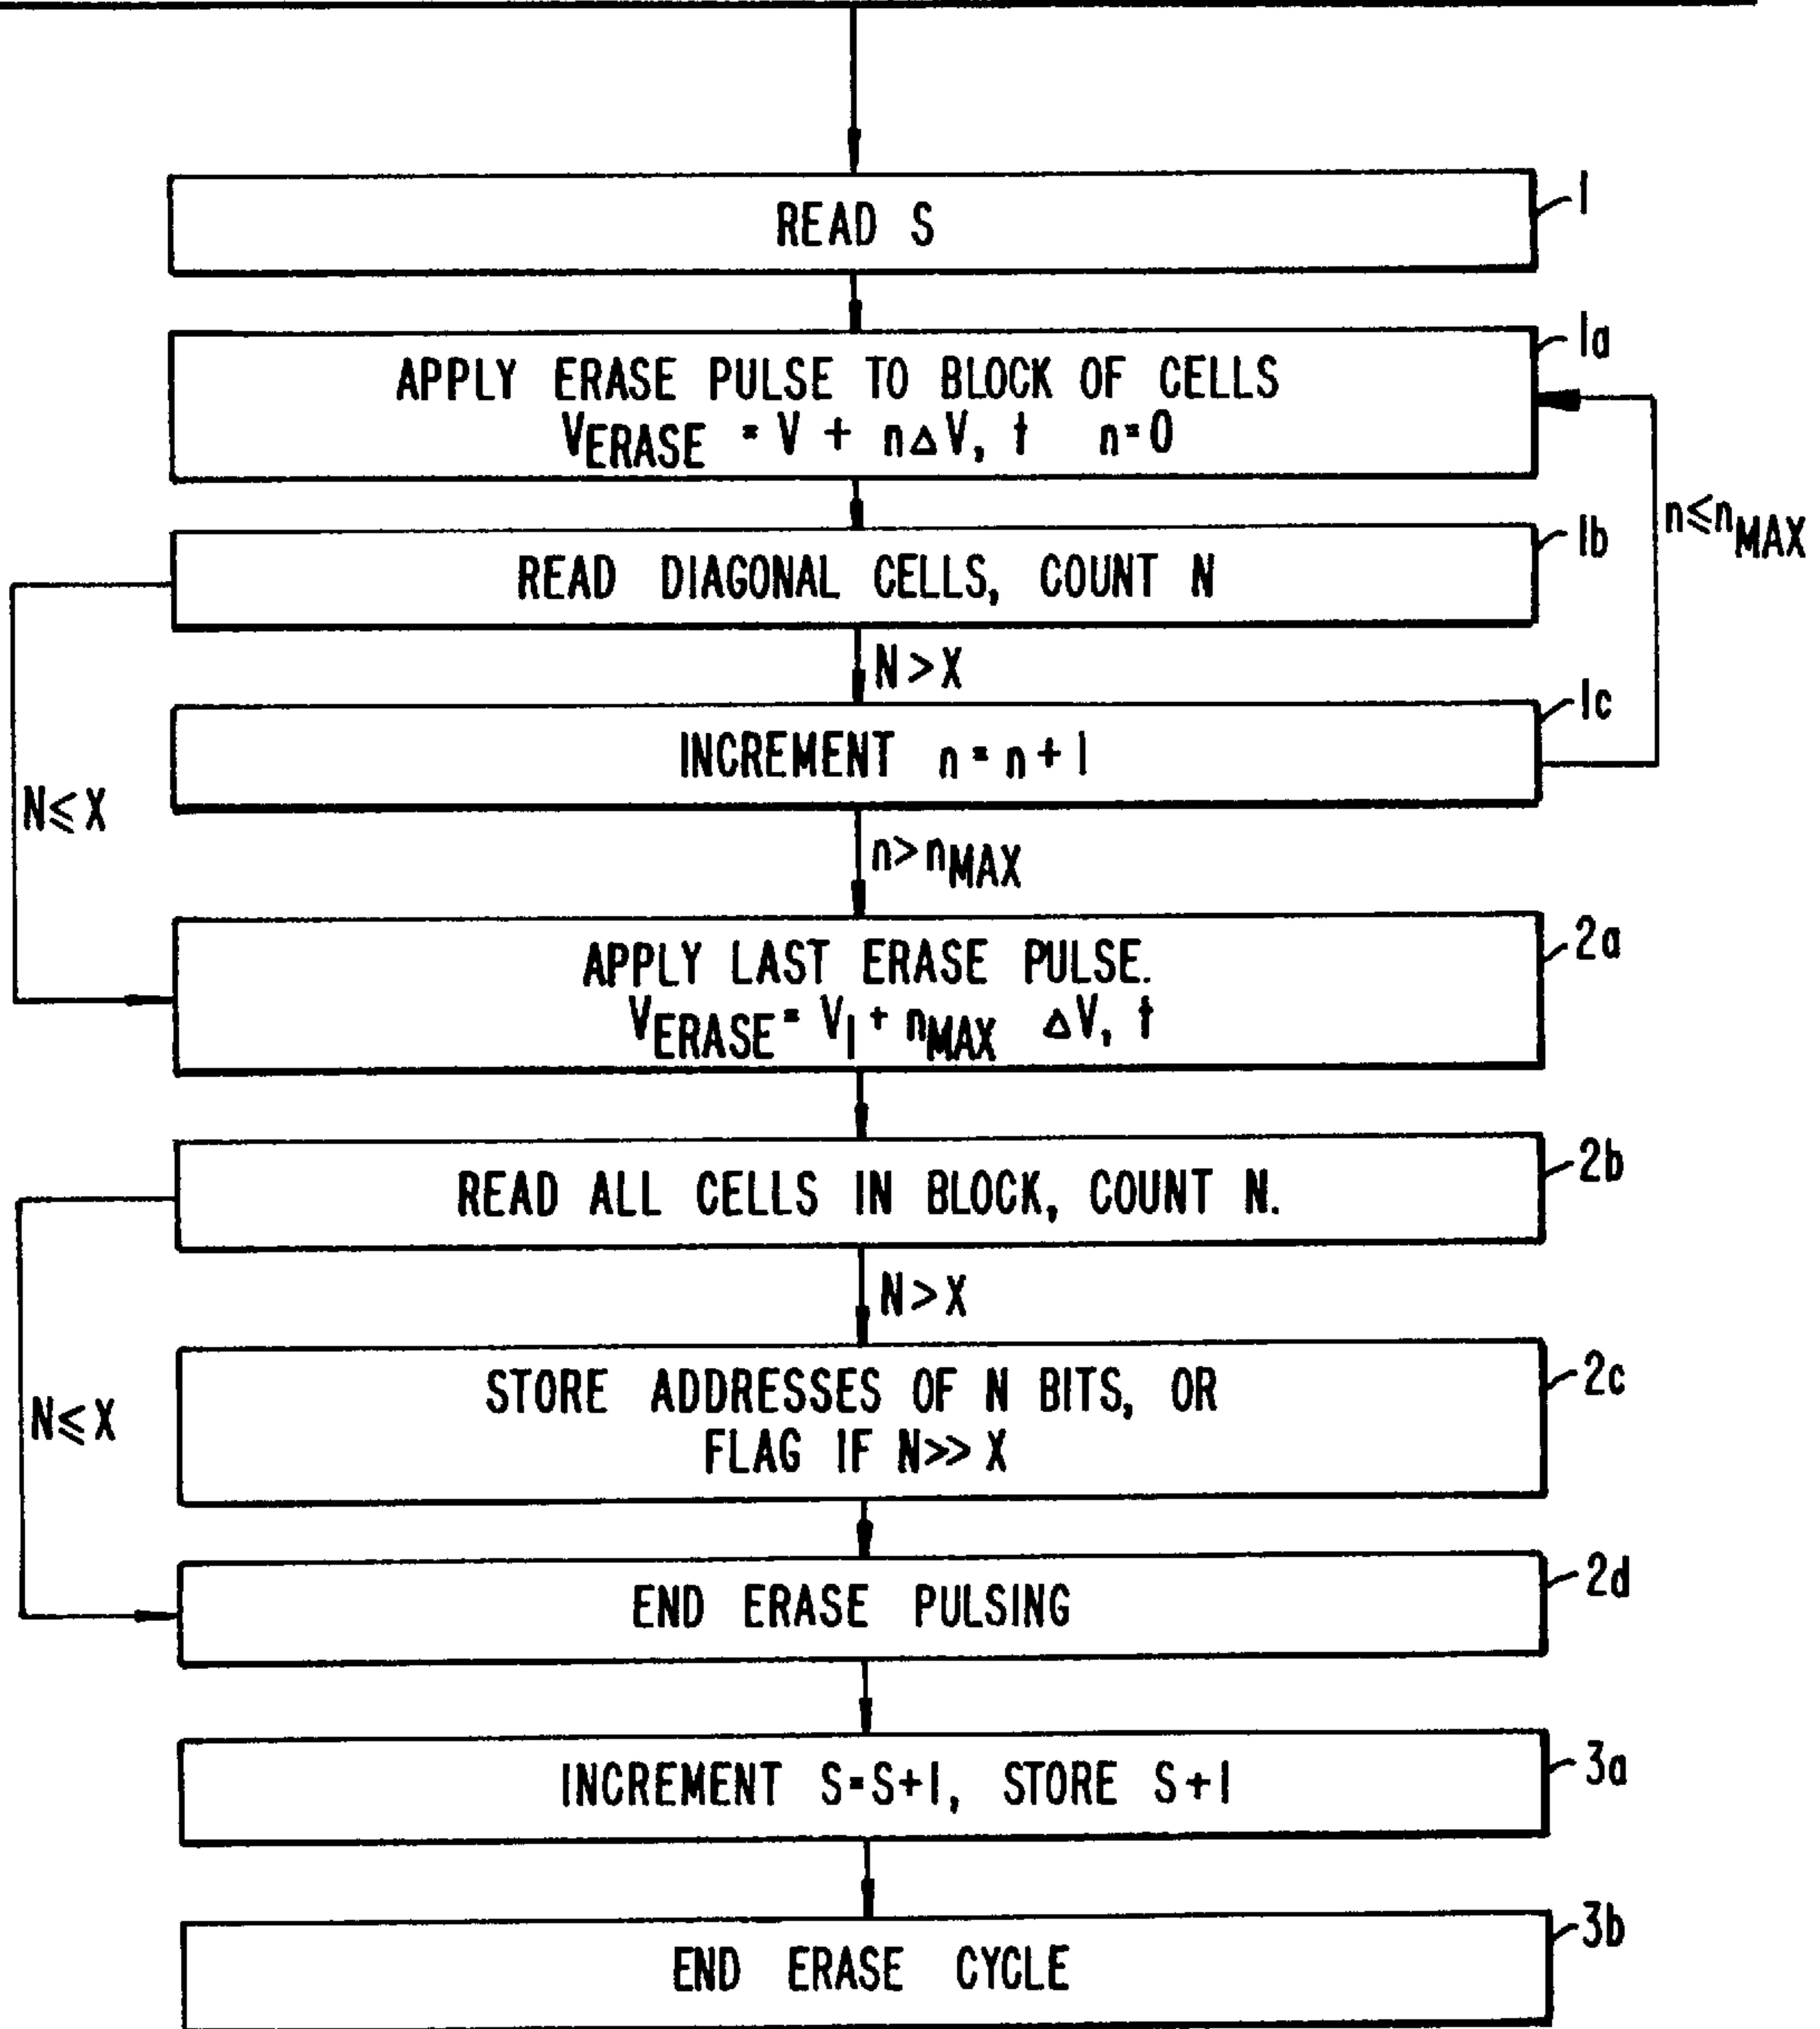 READ S
1
APPLY ERASE PULSE TO BLOCK OF CELLS
VERASE = V + n△V, t n=0
1a
READ DIAGONAL CELLS, COUNT N
1b
n≤nMAX
N>X
INCREMENT n=n+1
1c
N≤X
n>nMAX
APPLY LAST ERASE PULSE.
VERASE= V1+ nMAX △V, t
2a
READ ALL CELLS IN BLOCK, COUNT N.
2b
N>X
STORE ADDRESSES OF N BITS, OR
FLAG IF N>>X
2c
N≤X
END ERASE PULSING
2d
INCREMENT S=S+1, STORE S+1
3a
END ERASE CYCLE
3b